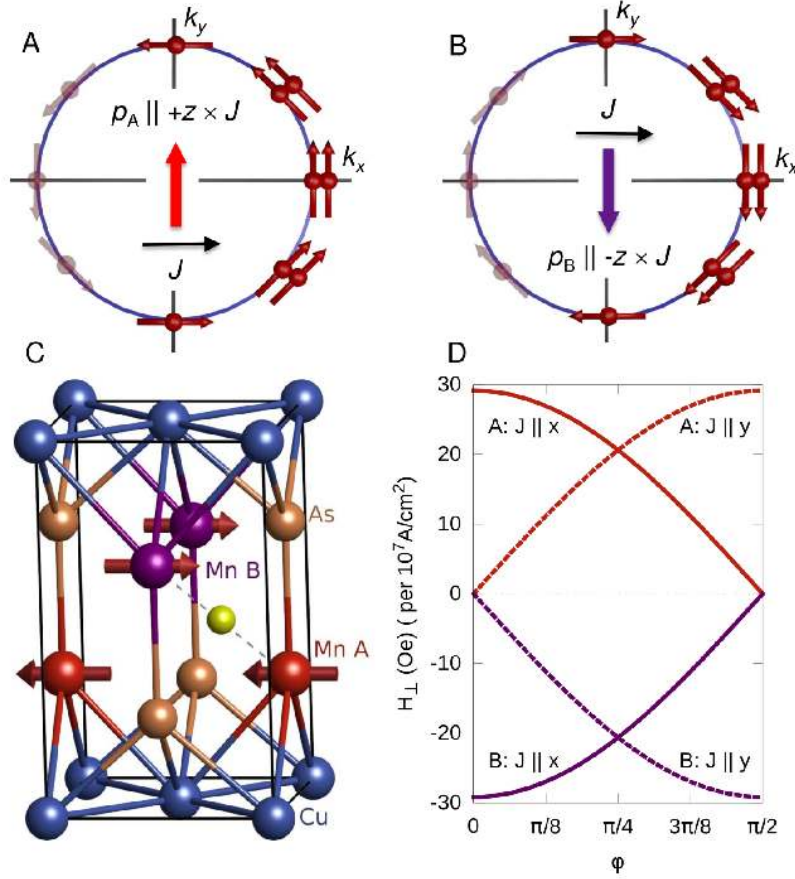 A
k_y
p_A || +z × J
k_x
J
B
k_y
J
k_x
p_B || -z × J
C
As
Mn B
Mn A
Cu
D
30
20
10
0
-10
-20
-30
H⊥ (Oe) ( per 10^7A/cm^2)
A: J || x
A: J || y
B: J || x
B: J || y
0
π/8
π/4
3π/8
π/2
φ